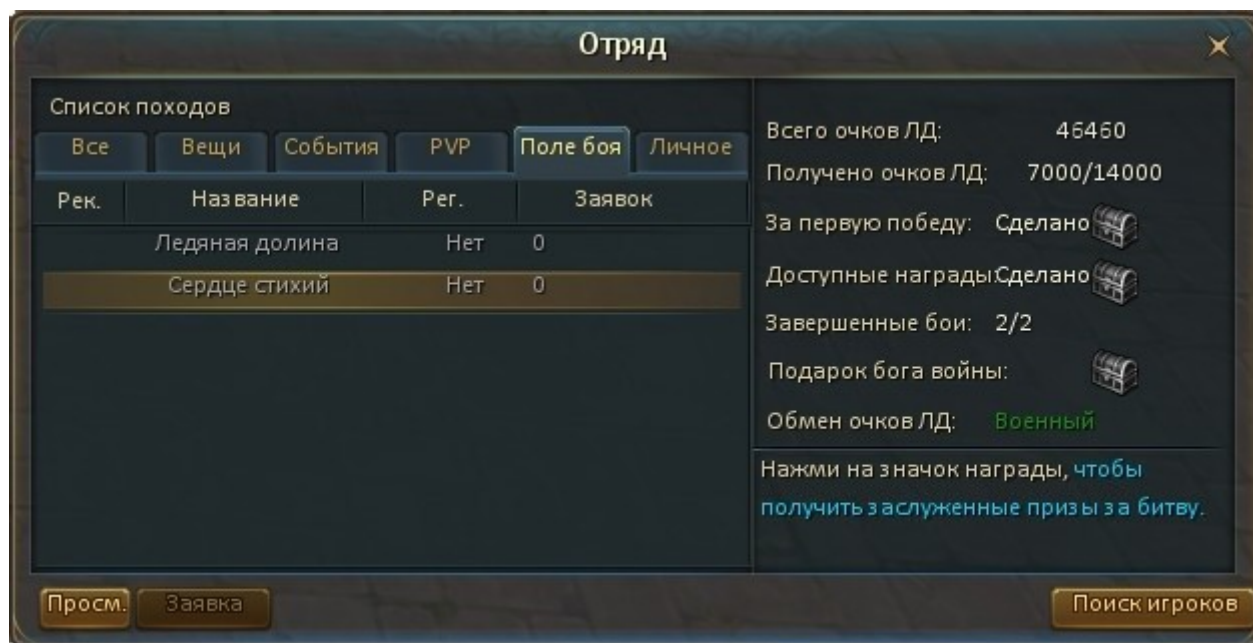 Отряд
Список походов
Все Вещи События PVP Поле боя Личное
Рек. Название Рег. Заявок
Ледяная долина Нет 0
Сердце стихий Нет 0
Всего очков ЛД: 46460
Получено очков ЛД: 7000/14000
За первую победу: Сделано
Доступные награды: Сделано
Завершенные бои: 2/2
Подарок бога войны:
Обмен очков ЛД: Военный
Нажми на значок награды, чтобы
получить заслуженные призы за битву.
Просм. Заявка Поиск игроков